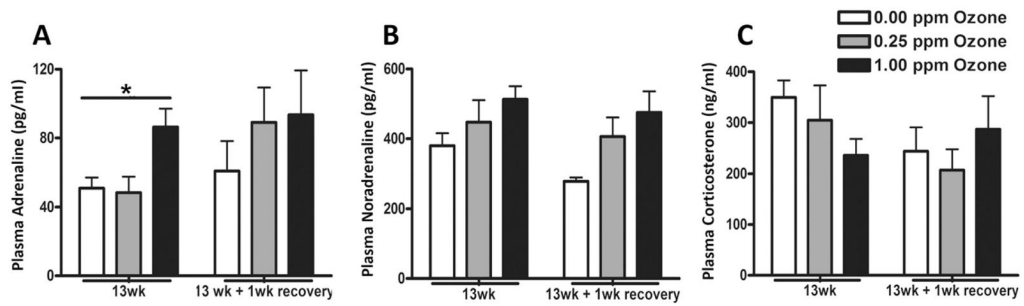 A
Plasma Adrenaline (pg/ml)
120
80
40
0
*
13wk
13 wk + 1wk recovery
B
Plasma Noradrenaline (pg/ml)
600
400
200
0
13wk
13wk + 1wk recovery
C
0.00 ppm Ozone
0.25 ppm Ozone
1.00 ppm Ozone
Plasma Corticosterone (ng/ml)
400
300
200
100
0
13wk
13wk + 1wk recovery